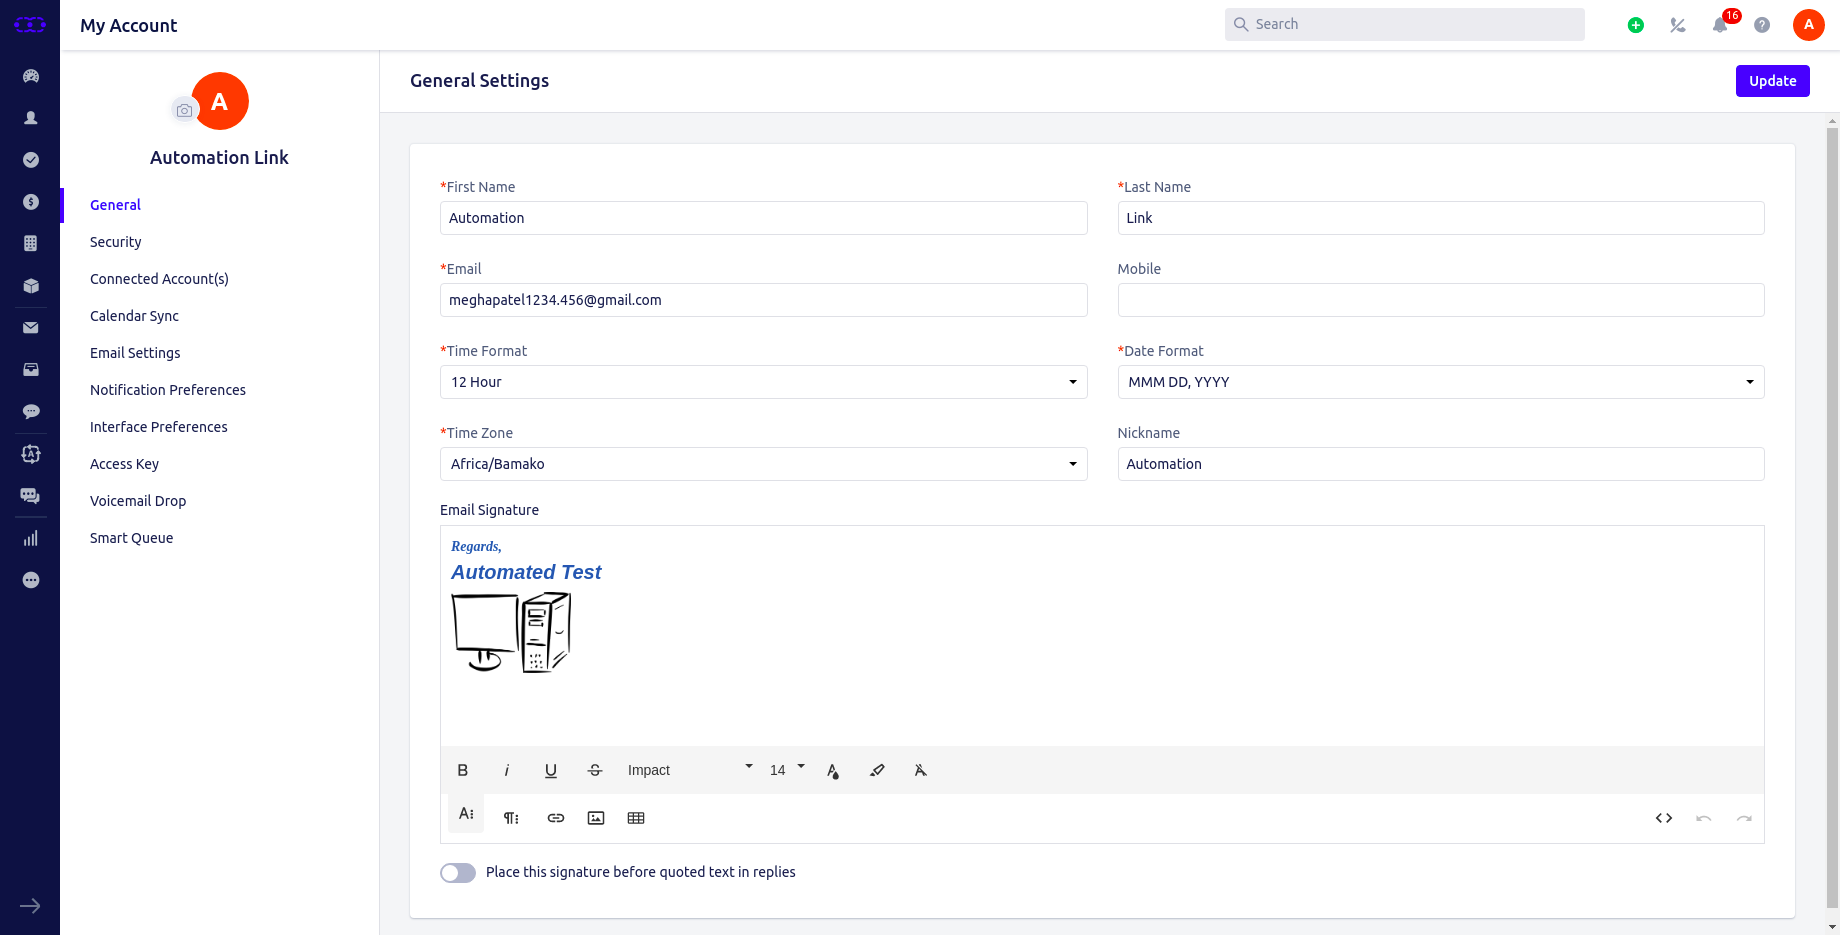 My Account
Search
16
A
A
Automation Link
General
Security
Connected Account(s)
Calendar Sync
Email Settings
Notification Preferences
Interface Preferences
Access Key
Voicemail Drop
Smart Queue
General Settings
Update
*First Name
Automation
*Last Name
Link
*Email
meghapatel1234.456@gmail.com
Mobile
*Time Format
12 Hour
*Date Format
MMM DD, YYYY
*Time Zone
Africa/Bamako
Nickname
Automation
Email Signature
Regards,
Automated Test
Impact
14
Place this signature before quoted text in replies